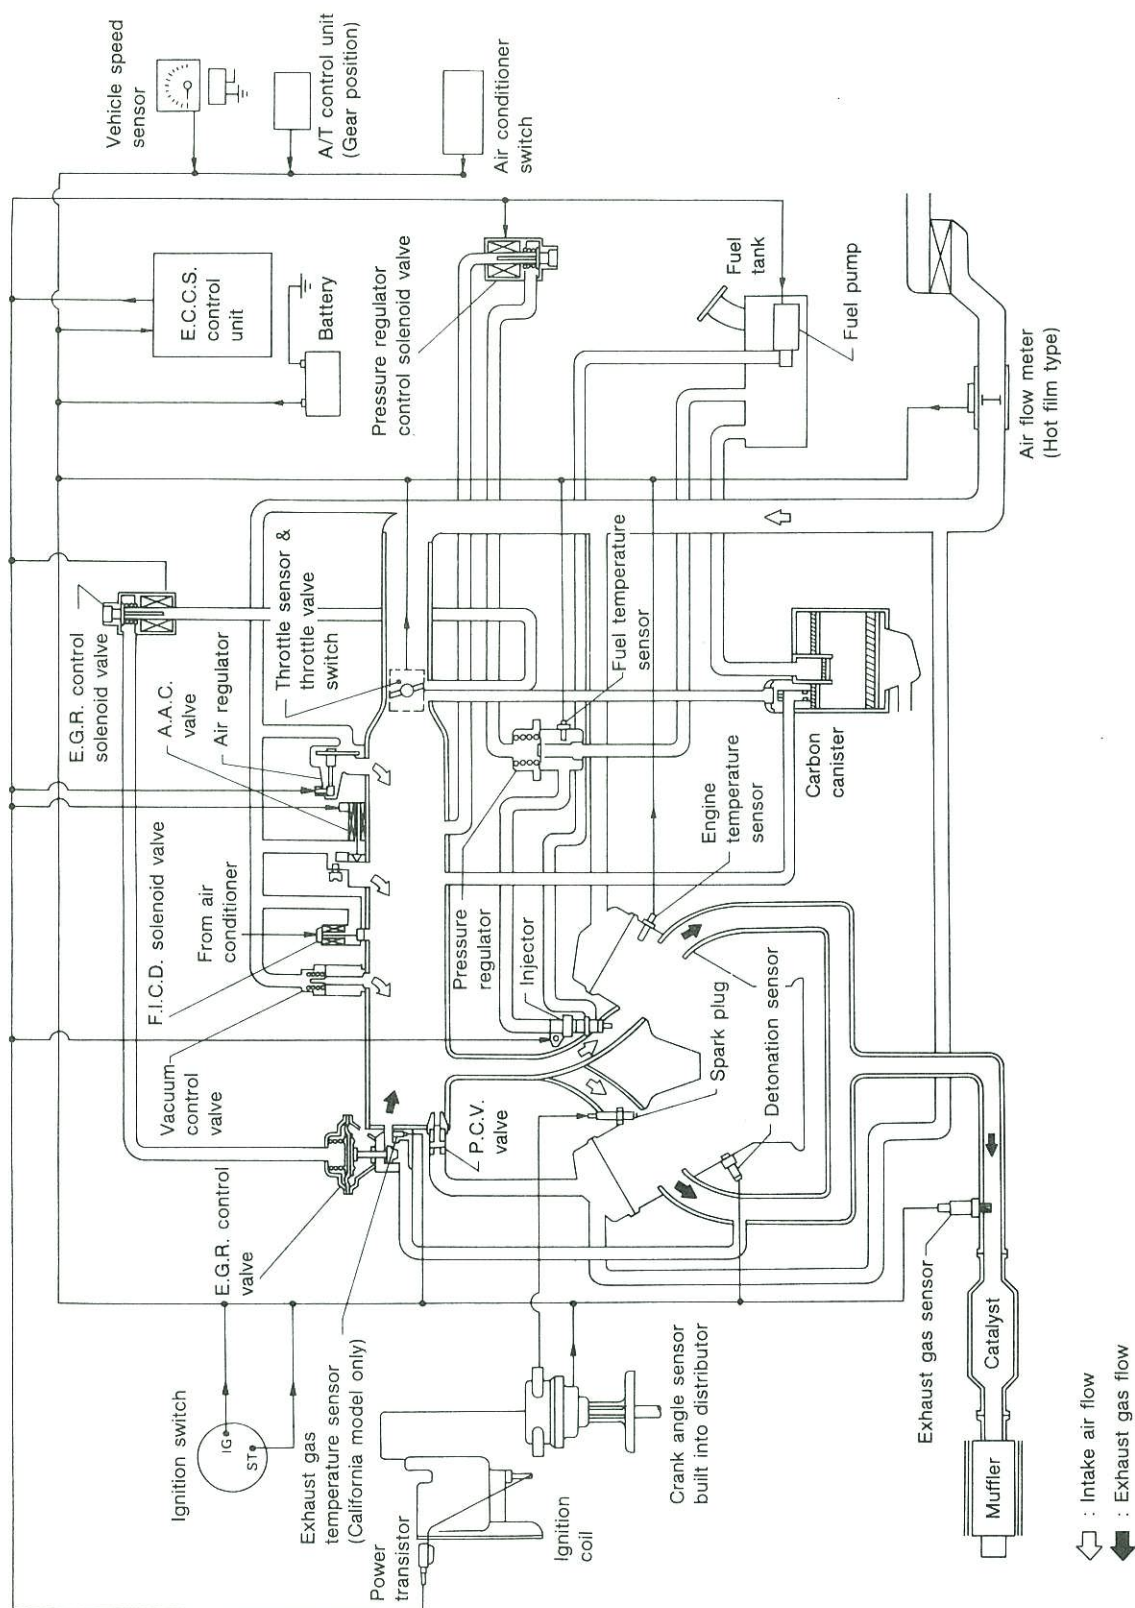 Ignition switch
IG
ST
Exhaust gas
temperature sensor
(California model only)
Power
transistor
Ignition
coil
Crank angle sensor
built into distributor
E.G.R. control
valve
Vacuum
control
valve
F.I.C.D. solenoid valve
From air
conditioner
E.G.R. control
solenoid valve
A.A.C.
valve
Air regulator
Throttle sensor &
throttle valve
switch
P.C.V.
valve
Pressure
regulator
Injector
Spark plug
Detonation sensor
Engine
temperature
sensor
Fuel temperature
sensor
Carbon
canister
E.C.C.S.
control
unit
Battery
Pressure regulator
control solenoid valve
Vehicle speed
sensor
A/T control unit
(Gear position)
Air conditioner
switch
Fuel
tank
Fuel pump
Air flow meter
(Hot film type)
Exhaust gas sensor
Catalyst
Muffler
: Intake air flow
: Exhaust gas flow